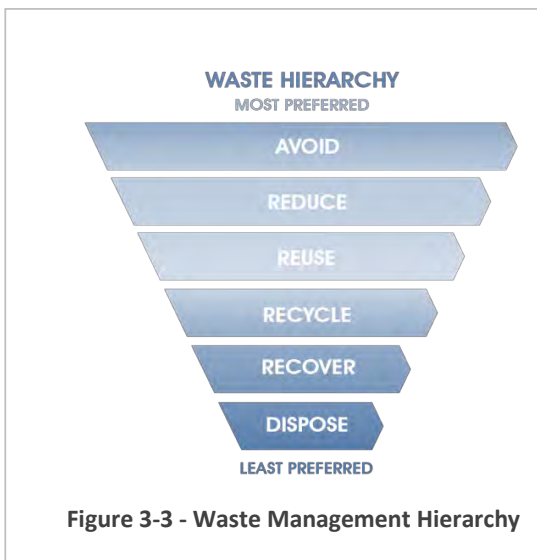 WASTE HIERARCHY
MOST PREFERRED
AVOID
REDUCE
REUSE
RECYCLE
RECOVER
DISPOSE
LEAST PREFERRED
Figure 3-3 - Waste Management Hierarchy